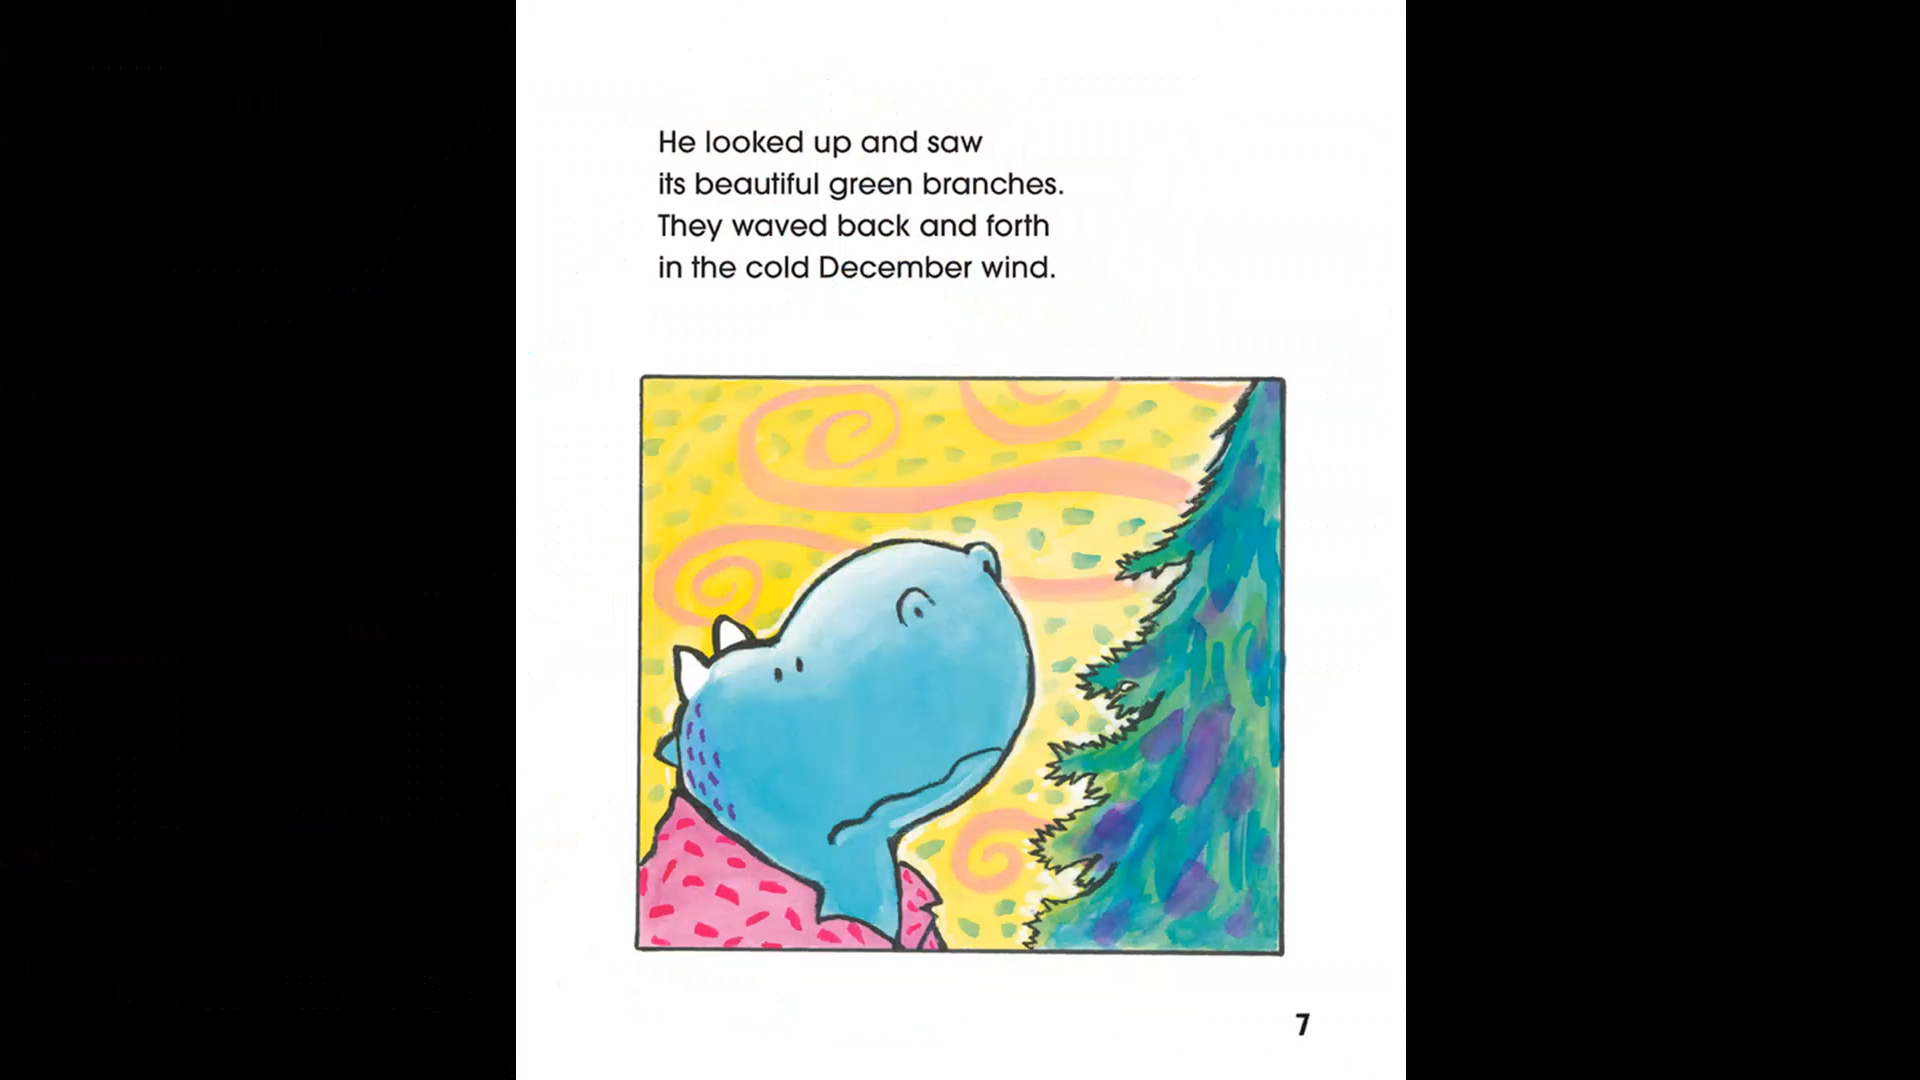 He looked up and saw
its beautiful green branches.
They waved back and forth
in the cold December wind.
7